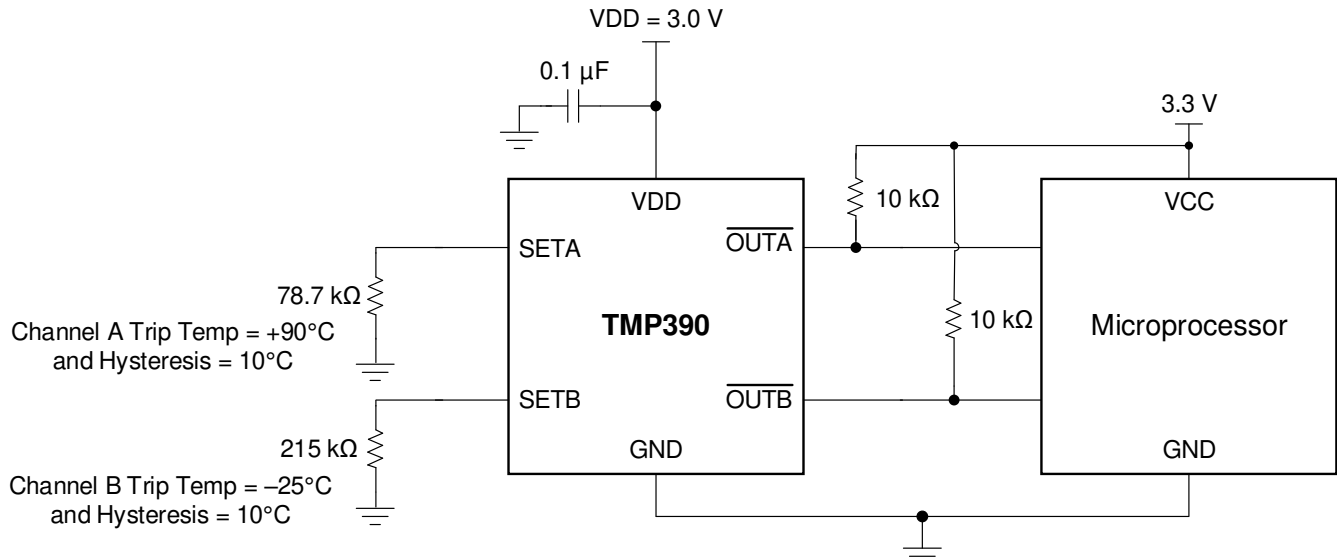 VDD = 3.0 V
0.1 µF
3.3 V
VDD
10 kΩ
VCC
SETA
OUTA
78.7 kΩ
Channel A Trip Temp = +90°C
and Hysteresis = 10°C
TMP390
10 kΩ
Microprocessor
SETB
OUTB
215 kΩ
GND
GND
Channel B Trip Temp = –25°C
and Hysteresis = 10°C